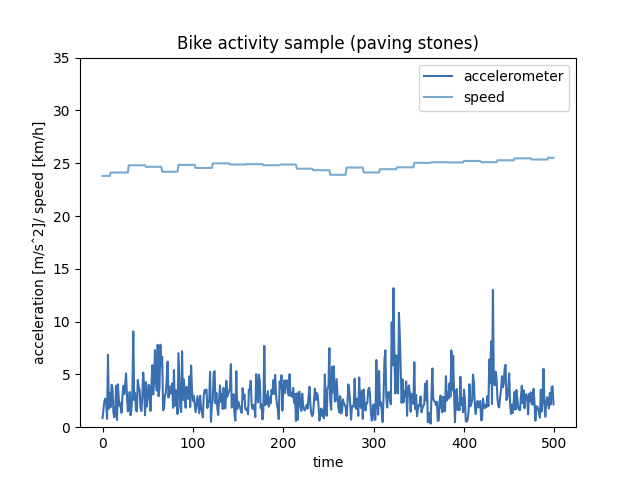 Bike activity sample (paving stones)
accelerometer
speed
35
30
25
20
15
10
5
0
acceleration [m/sˆ2]/ speed [km/h]
0 100 200 300 400 500
time